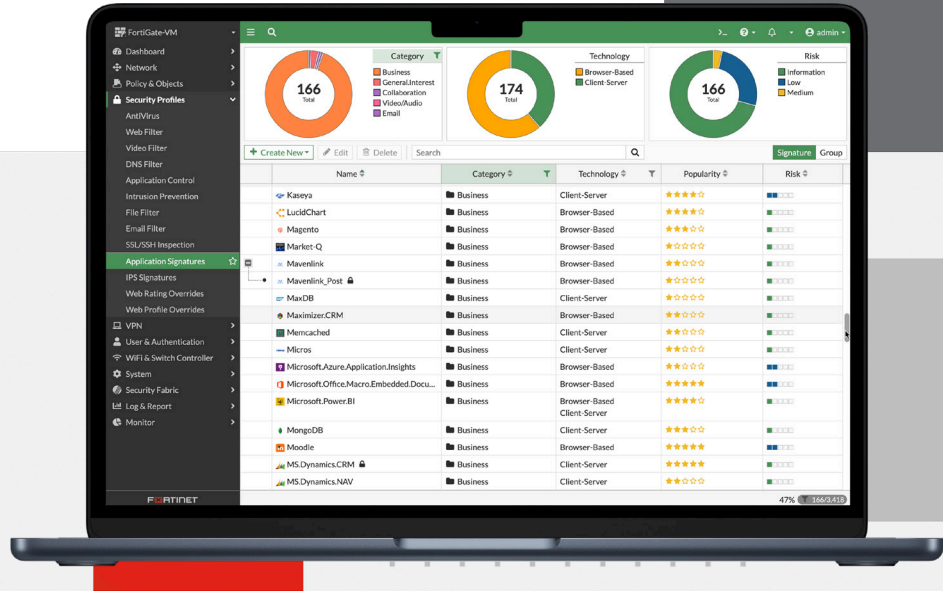 FortiGate-VM
>_
admin
Dashboard
Network
Policy & Objects
Security Profiles
AntiVirus
Web Filter
Video Filter
DNS Filter
Application Control
Intrusion Prevention
File Filter
Email Filter
SSL/SSH Inspection
Application Signatures
IPS Signatures
Web Rating Overrides
Web Profile Overrides
VPN
User & Authentication
WiFi & Switch Controller
System
Security Fabric
Log & Report
Monitor
FORTINET
166
Total
Category
Business
General.Interest
Collaboration
Video/Audio
Email
174
Total
Technology
Browser-Based
Client-Server
166
Total
Risk
Information
Low
Medium
+ Create New
Edit
Delete
Search
Signature Group
Name Category Technology Popularity Risk
Kaseya Business Client-Server
LucidChart Business Browser-Based
Magento Business Browser-Based
Market-Q Business Browser-Based
Mavenlink Business Browser-Based
Mavenlink_Post Business Browser-Based
MaxDB Business Client-Server
Maximizer.CRM Business Browser-Based
Memcached Business Client-Server
Micros Business Client-Server
Microsoft.Azure.Application.Insights Business Browser-Based
Microsoft.Office.Macro.Embedded.Docu... Business Browser-Based
Microsoft.Power.BI Business Browser-Based
Client-Server
MongoDB Business Client-Server
Moodle Business Browser-Based
MS.Dynamics.CRM Business Client-Server
MS.Dynamics.NAV Business Client-Server
47% 166/3,418